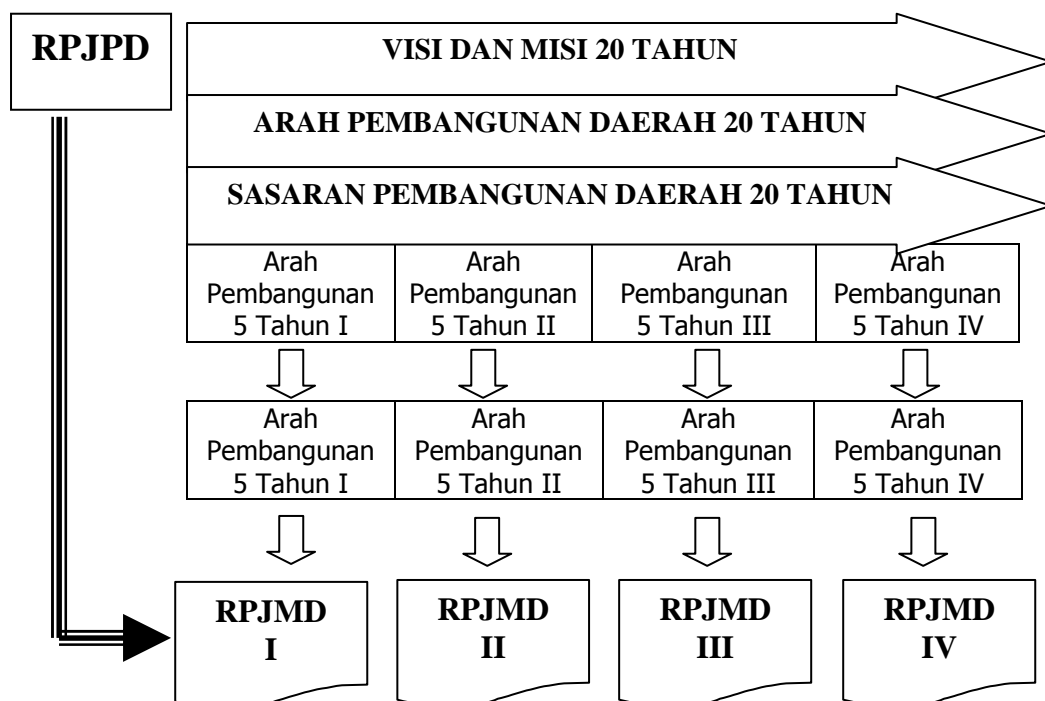 RPJPD
VISI DAN MISI 20 TAHUN
ARAH PEMBANGUNAN DAERAH 20 TAHUN
SASARAN PEMBANGUNAN DAERAH 20 TAHUN
Arah
Pembangunan
5 Tahun I
Arah
Pembangunan
5 Tahun II
Arah
Pembangunan
5 Tahun III
Arah
Pembangunan
5 Tahun IV
Arah
Pembangunan
5 Tahun I
Arah
Pembangunan
5 Tahun II
Arah
Pembangunan
5 Tahun III
Arah
Pembangunan
5 Tahun IV
RPJMD
I
RPJMD
II
RPJMD
III
RPJMD
IV